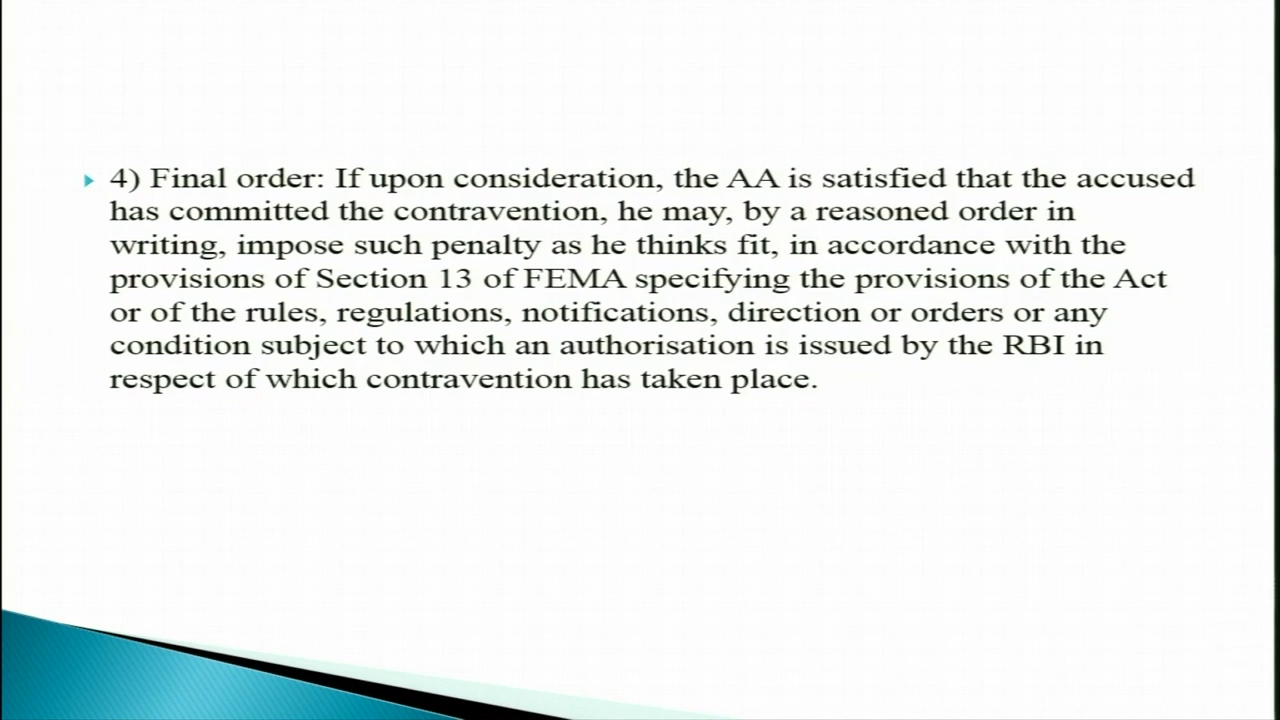 4) Final order: If upon consideration, the AA is satisfied that the accused
has committed the contravention, he may, by a reasoned order in
writing, impose such penalty as he thinks fit, in accordance with the
provisions of Section 13 of FEMA specifying the provisions of the Act
or of the rules, regulations, notifications, direction or orders or any
condition subject to which an authorisation is issued by the RBI in
respect of which contravention has taken place.